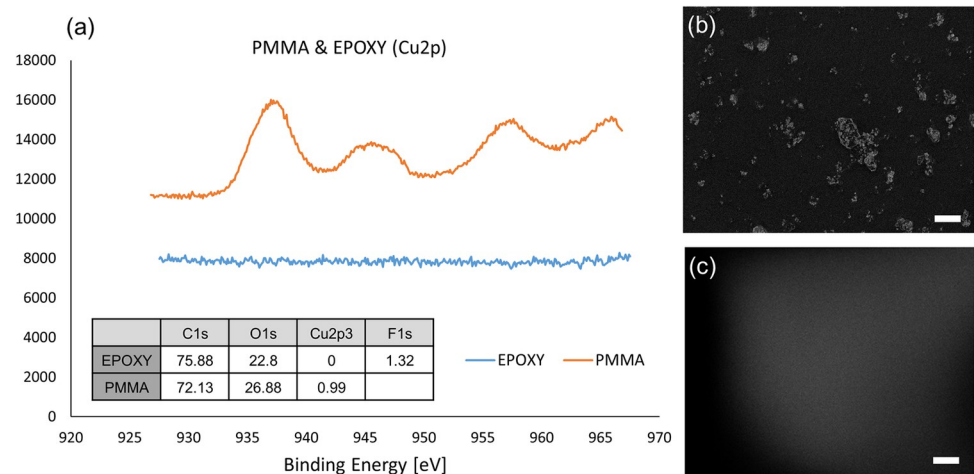 (a)
PMMA & EPOXY (Cu2p)
18000
16000
14000
12000
10000
8000
6000
4000
2000
0
C1s O1s Cu2p3 F1s
EPOXY 75.88 22.8 0 1.32
PMMA 72.13 26.88 0.99
EPOXY PMMA
920 925 930 935 940 945 950 955 960 965 970
Binding Energy [eV]
(b)
(c)